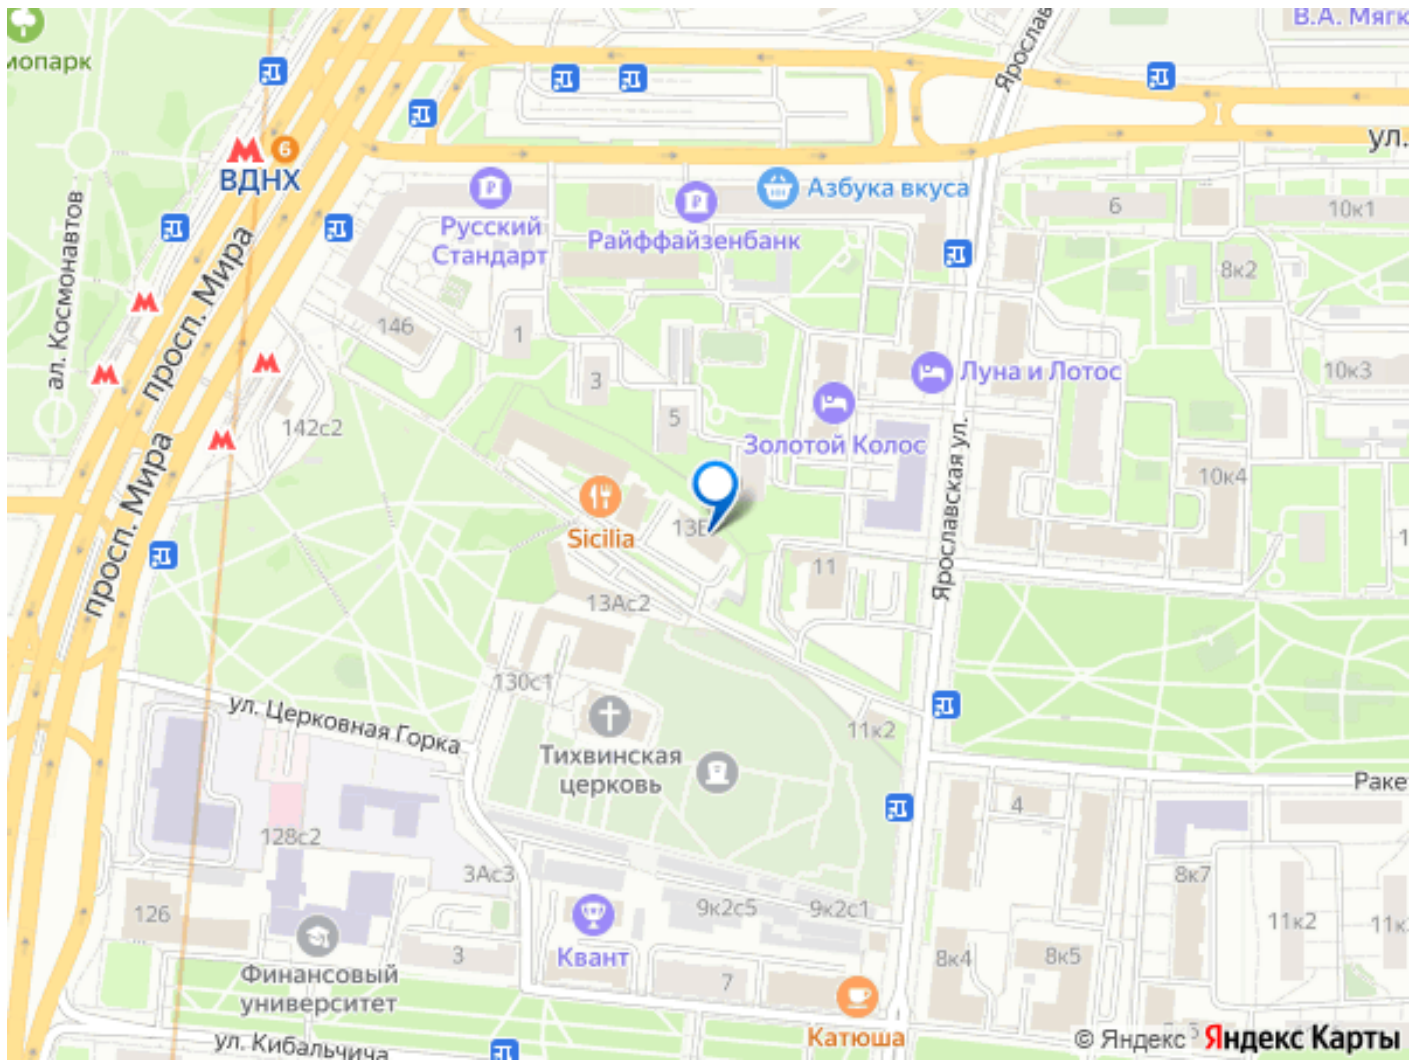 В.А. Мягк
мопарк
Ярослав
ул.
6
ВДНХ
Азбука вкуса
6
10к1
Русский
Стандарт
Райффайзенбанк
ал. Космонавтов
просп. Мира
8к2
146
1
3
Луна и Лотос
10к3
5
142с2
Золотой Колос
просп. Мира
Ярославская ул.
10к4
Sicilia
13Б
1
11
13Ас2
130с1
ул. Церковная Горка
11к2
Тихвинская
церковь
Раке
4
128с2
3Ас3
8к7
126
9к2с5
9к2с1
11к2
11к
Финансовый
университет
3
Квант
7
8к4
8к5
Катюша
ул. Кибальчича
© Яндекс
Яндекс Карты